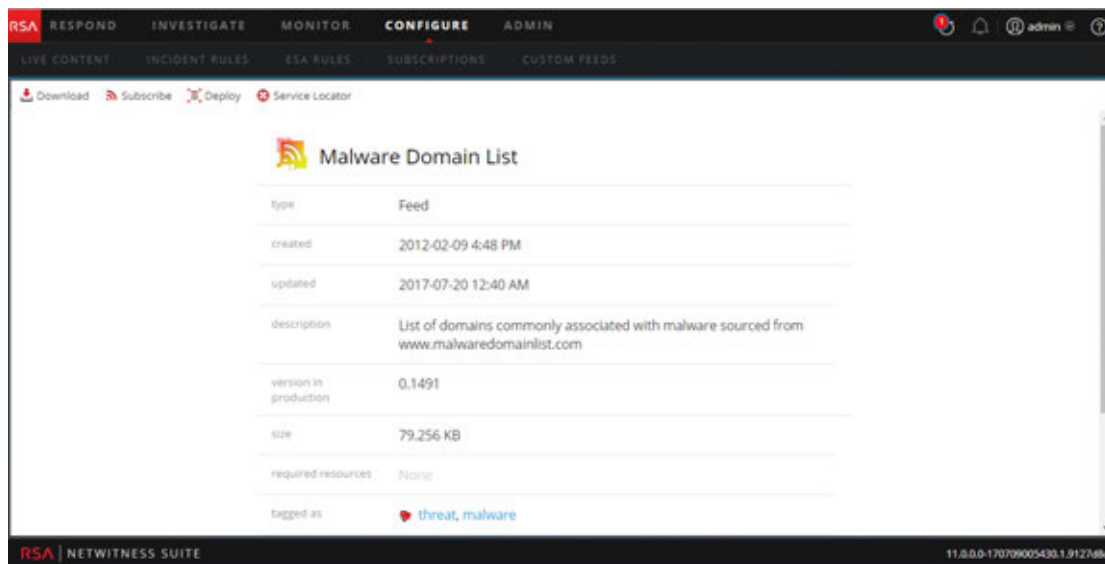 RSA RESPOND INVESTIGATE MONITOR CONFIGURE ADMIN 1 admin ?
LIVE CONTENT INCIDENT RULES ESA RULES SUBSCRIPTIONS CUSTOM FEEDS
Download Subscribe Deploy Service Locator
Malware Domain List
type Feed
created 2012-02-09 4:48 PM
updated 2017-07-20 12:40 AM
description List of domains commonly associated with malware sourced from
www.malwaredomainlist.com
version in
production 0.1491
size 79.256 KB
required resources None
tagged as threat, malware
RSA NETWITNESS SUITE